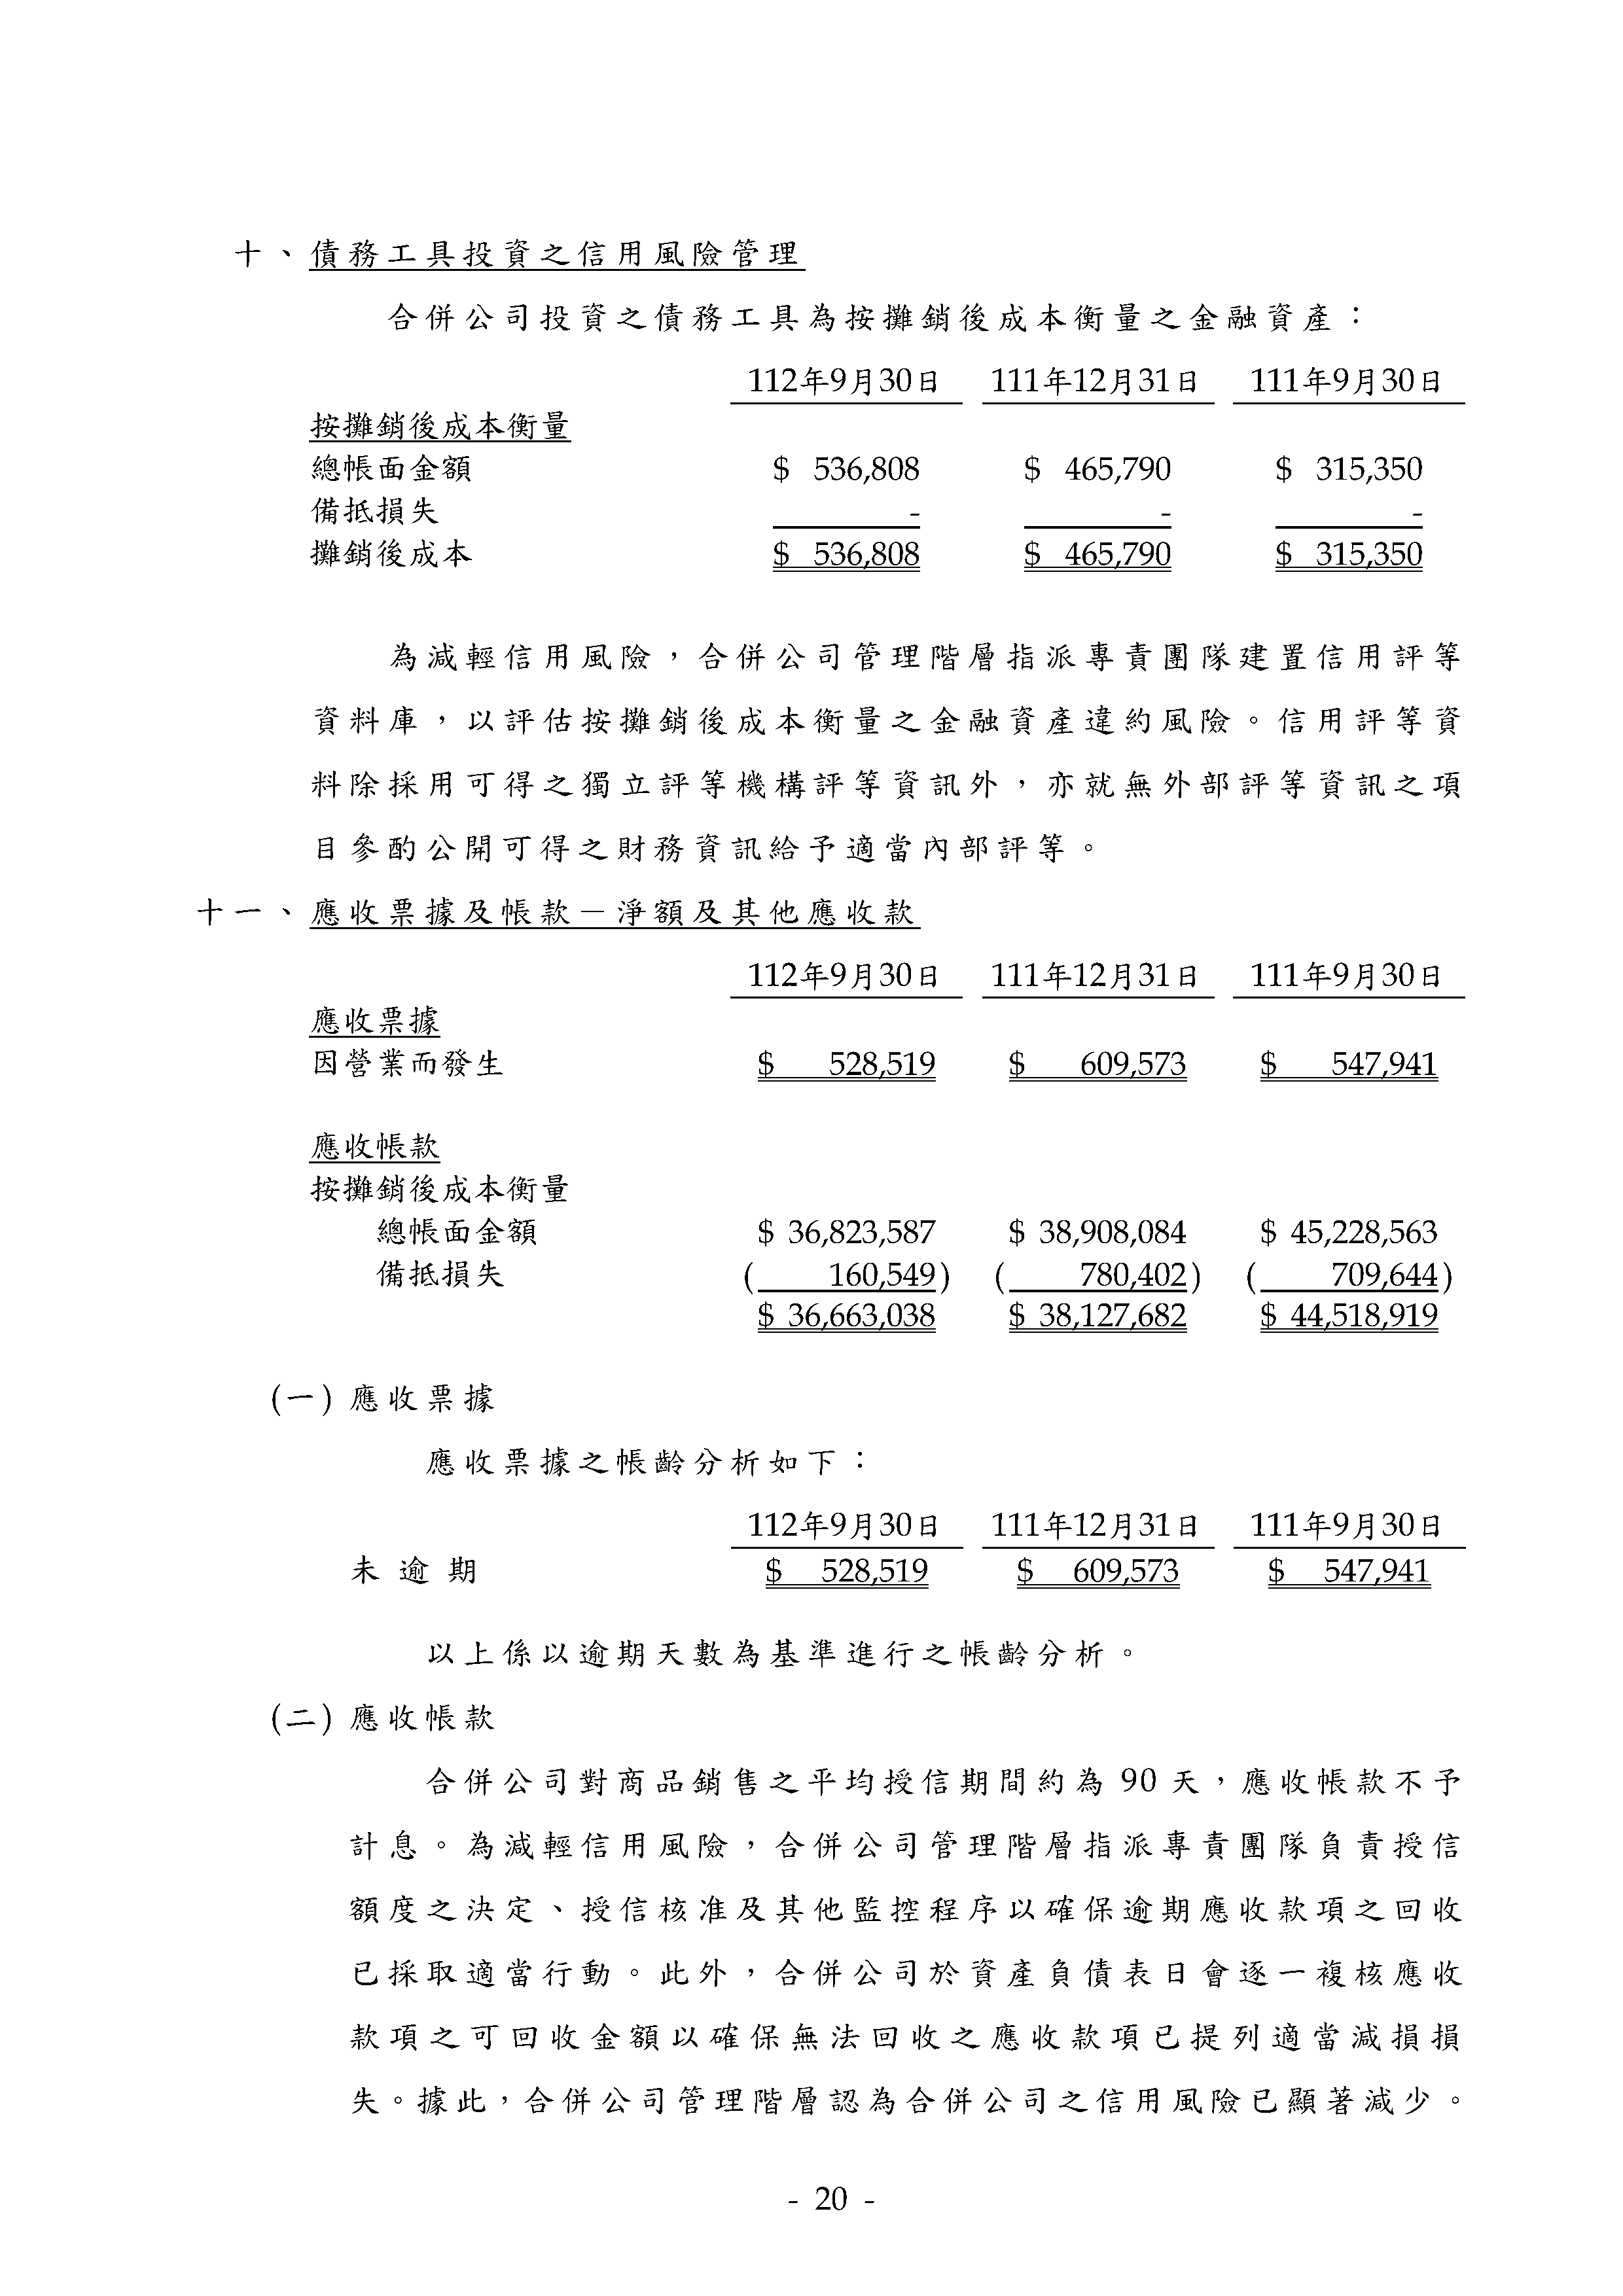 十、債務工具投資之信用風險管理
合併公司投資之債務工具為按攤銷後成本衡量之金融資產：
112年9月30日 111年12月31日 111年9月30日
按攤銷後成本衡量
總帳面金額 $ 536,808 $ 465,790 $ 315,350
備抵損失 - - -
攤銷後成本 $ 536,808 $ 465,790 $ 315,350
為減輕信用風險，合併公司管理階層指派專責團隊建置信用評等
資料庫，以評估按攤銷後成本衡量之金融資產違約風險。信用評等資
料除採用可得之獨立評等機構評等資訊外，亦就無外部評等資訊之項
目參酌公開可得之財務資訊給予適當內部評等。
十一、應收票據及帳款－淨額及其他應收款
112年9月30日 111年12月31日 111年9月30日
應收票據
因營業而發生 $ 528,519 $ 609,573 $ 547,941
應收帳款
按攤銷後成本衡量
總帳面金額 $ 36,823,587 $ 38,908,084 $ 45,228,563
備抵損失 ( 160,549) ( 780,402) ( 709,644)
$ 36,663,038 $ 38,127,682 $ 44,518,919
(一) 應收票據
應收票據之帳齡分析如下：
112年9月30日 111年12月31日 111年9月30日
未逾期 $ 528,519 $ 609,573 $ 547,941
以上係以逾期天數為基準進行之帳齡分析。
(二) 應收帳款
合併公司對商品銷售之平均授信期間約為 90 天，應收帳款不予
計息。為減輕信用風險，合併公司管理階層指派專責團隊負責授信
額度之決定、授信核准及其他監控程序以確保逾期應收款項之回收
已採取適當行動。此外，合併公司於資產負債表日會逐一複核應收
款項之可回收金額以確保無法回收之應收款項已提列適當減損損
失。據此，合併公司管理階層認為合併公司之信用風險已顯著減少。
- 20 -